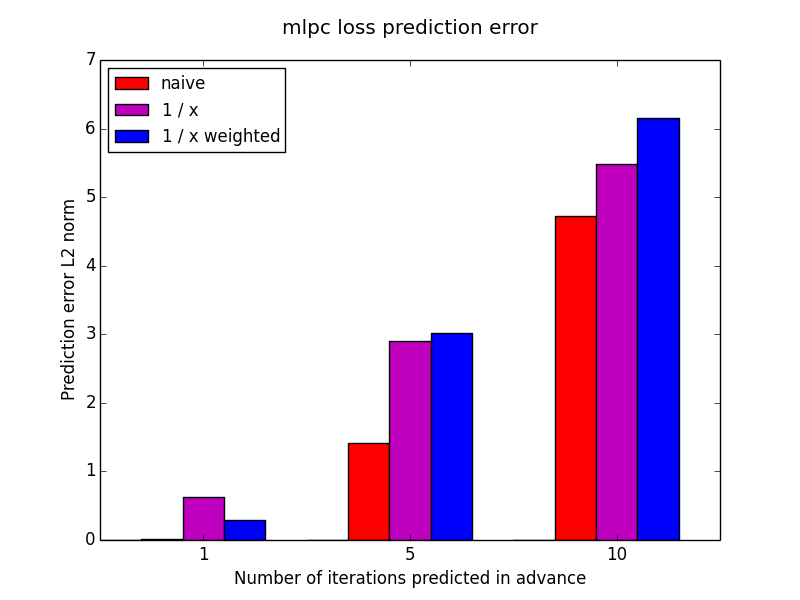 mlpc loss prediction error
7
6
5
4
3
2
1
0
Prediction error L2 norm
naive
1 / x
1 / x weighted
1 5 10
Number of iterations predicted in advance